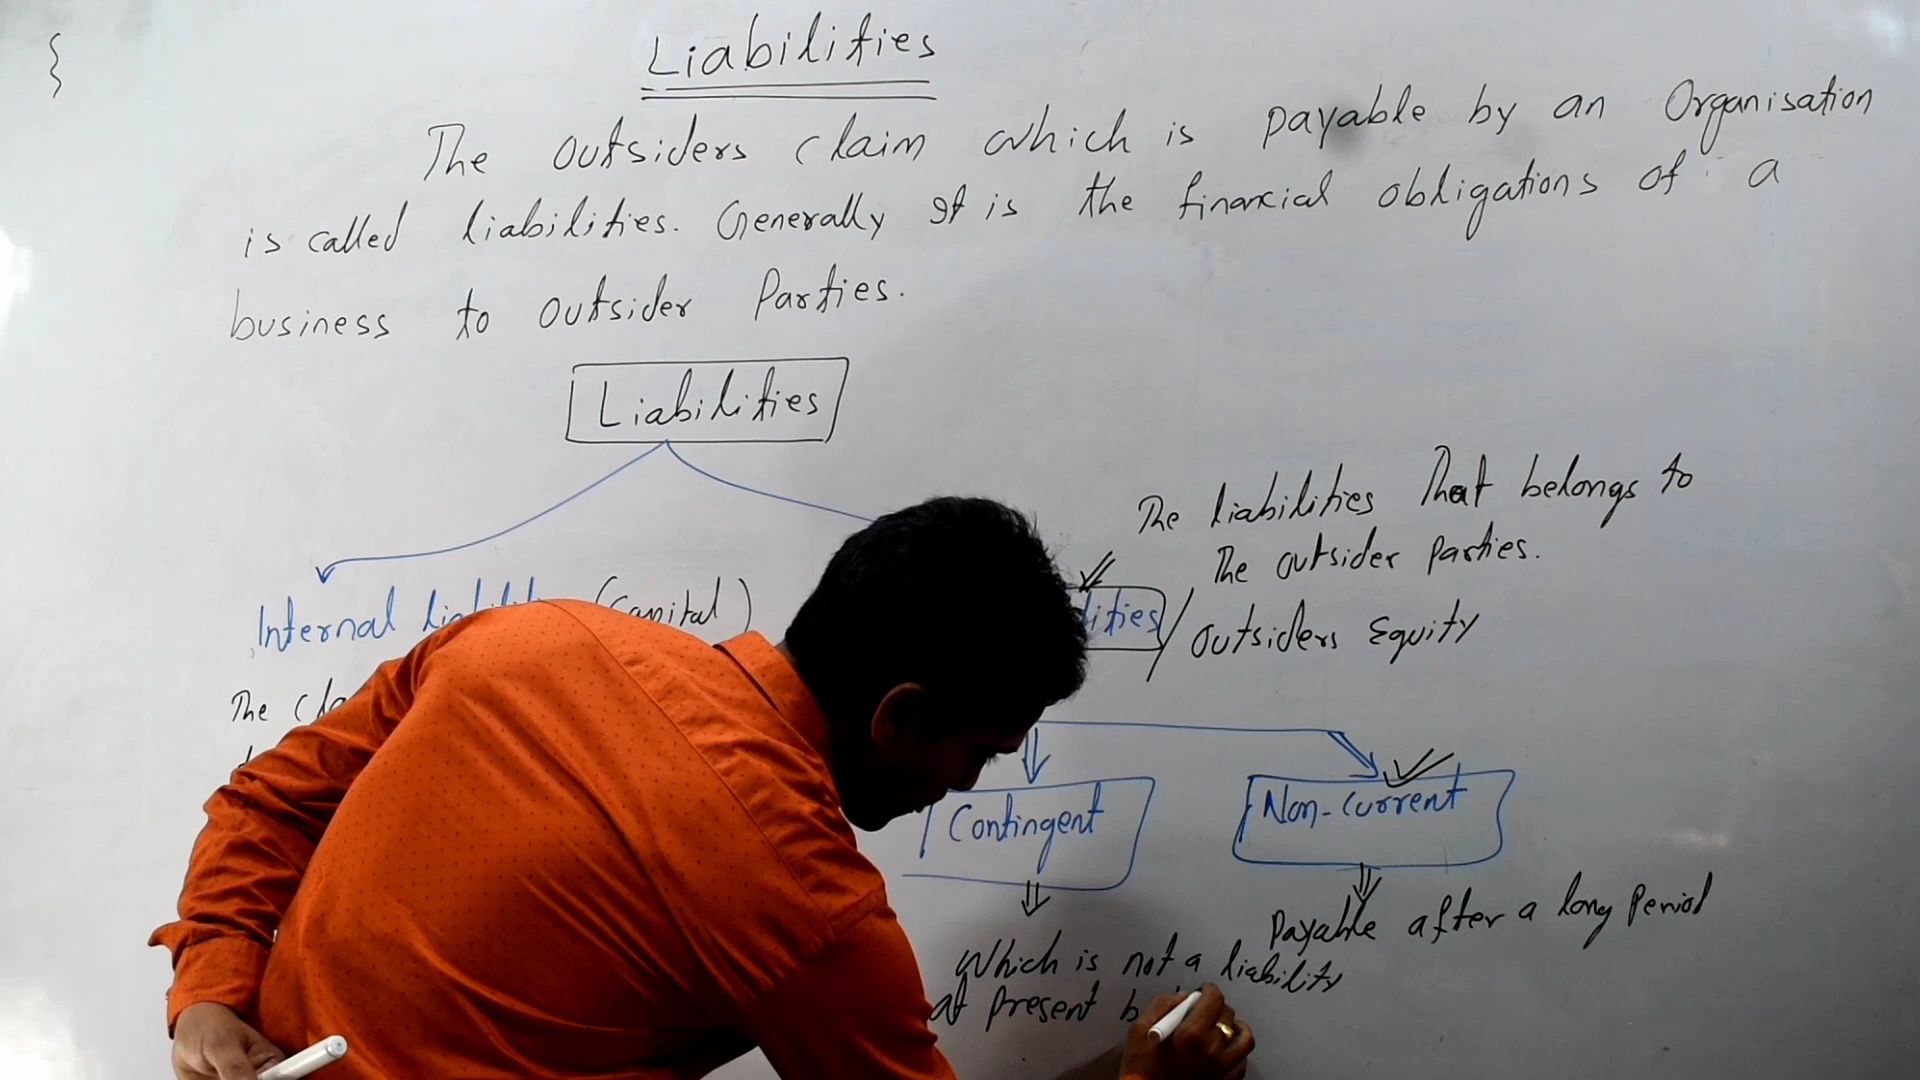 Liabilities
The outsiders claim which is payable by an Organisation
is called liabilities. Generally It is the financial obligations of a
business to outsider Parties.
Liabilities
The liabilities That belongs to
The outsider parties.
Internal (Capital)
/ outsiders Equity
The
Contingent
Non-current
Payable after a long Period
Which is not a liability
at present